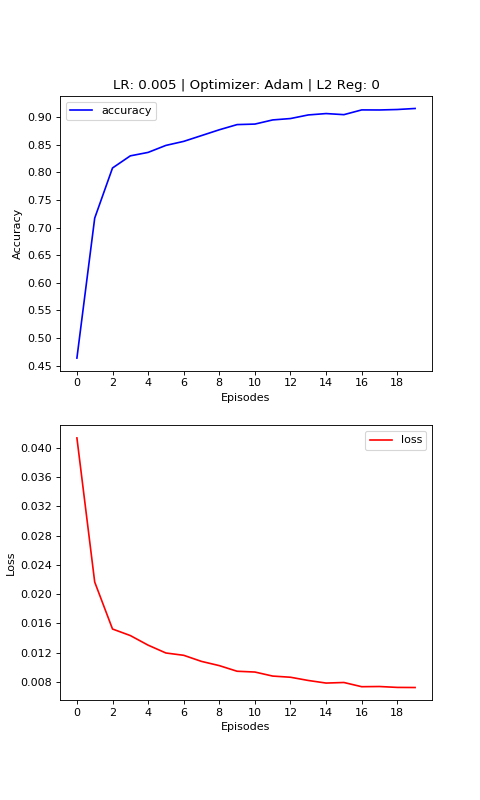 LR: 0.005 | Optimizer: Adam | L2 Reg: 0
accuracy
0.90
0.85
0.80
0.75
0.70
0.65
0.60
0.55
0.50
0.45
Accuracy
0 2 4 6 8 10 12 14 16 18
Episodes
loss
0.040
0.036
0.032
0.028
0.024
0.020
0.016
0.012
0.008
Loss
0 2 4 6 8 10 12 14 16 18
Episodes